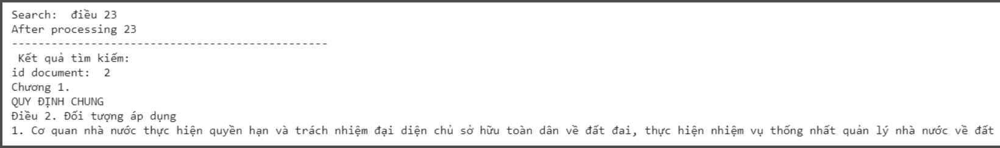 Search:  điều 23
After processing 23
------------------------------------------------
Kết quả tìm kiếm:
id document:  2
Chương 1.
QUY ĐỊNH CHUNG
Điều 2. Đối tượng áp dụng
1. Cơ quan nhà nước thực hiện quyền hạn và trách nhiệm đại diện chủ sở hữu toàn dân về đất đai, thực hiện nhiệm vụ thống nhất quản lý nhà nước về đất